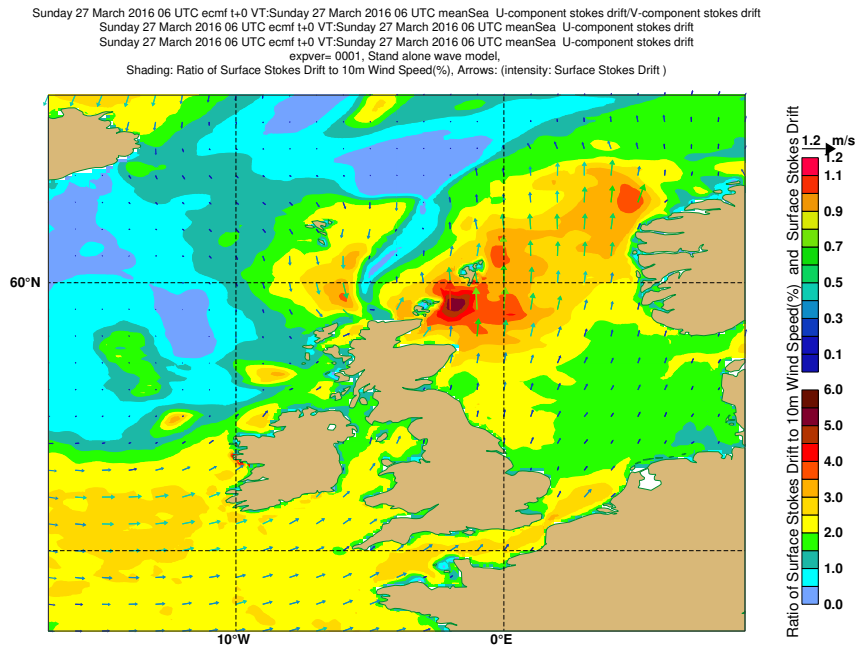 Sunday 27 March 2016 06 UTC ecmf t+0 VT:Sunday 27 March 2016 06 UTC meanSea U-component stokes drift/V-component stokes drift
Sunday 27 March 2016 06 UTC ecmf t+0 VT:Sunday 27 March 2016 06 UTC meanSea U-component stokes drift
Sunday 27 March 2016 06 UTC ecmf t+0 VT:Sunday 27 March 2016 06 UTC meanSea U-component stokes drift
expver= 0001, Stand alone wave model,
Shading: Ratio of Surface Stokes Drift to 10m Wind Speed(%), Arrows: (intensity: Surface Stokes Drift )
60°N
10°W
0°E
Ratio of Surface Stokes Drift to 10m Wind Speed(%) and Surface Stokes Drift
1.2 m/s
1.2
1.1
0.9
0.7
0.5
0.3
0.1
6.0
5.0
4.0
3.0
2.0
1.0
0.0